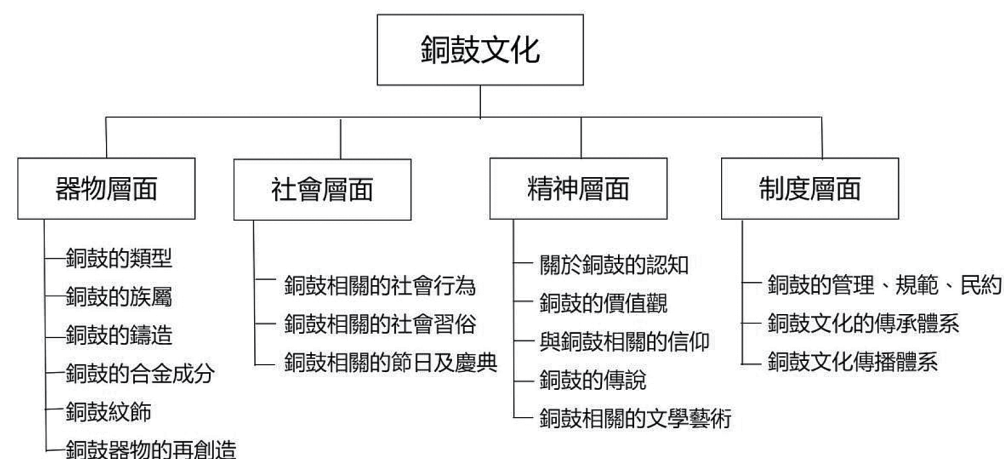 銅鼓文化
器物層面
銅鼓的類型
銅鼓的族屬
銅鼓的鑄造
銅鼓的合金成分
銅鼓紋飾
銅鼓器物的再創造
社會層面
銅鼓相關的社會行為
銅鼓相關的社會習俗
銅鼓相關的節日及慶典
精神層面
關於銅鼓的認知
銅鼓的價值觀
與銅鼓相關的信仰
銅鼓的傳說
銅鼓相關的文學藝術
制度層面
銅鼓的管理、規範、民約
銅鼓文化的傳承體系
銅鼓文化傳播體系